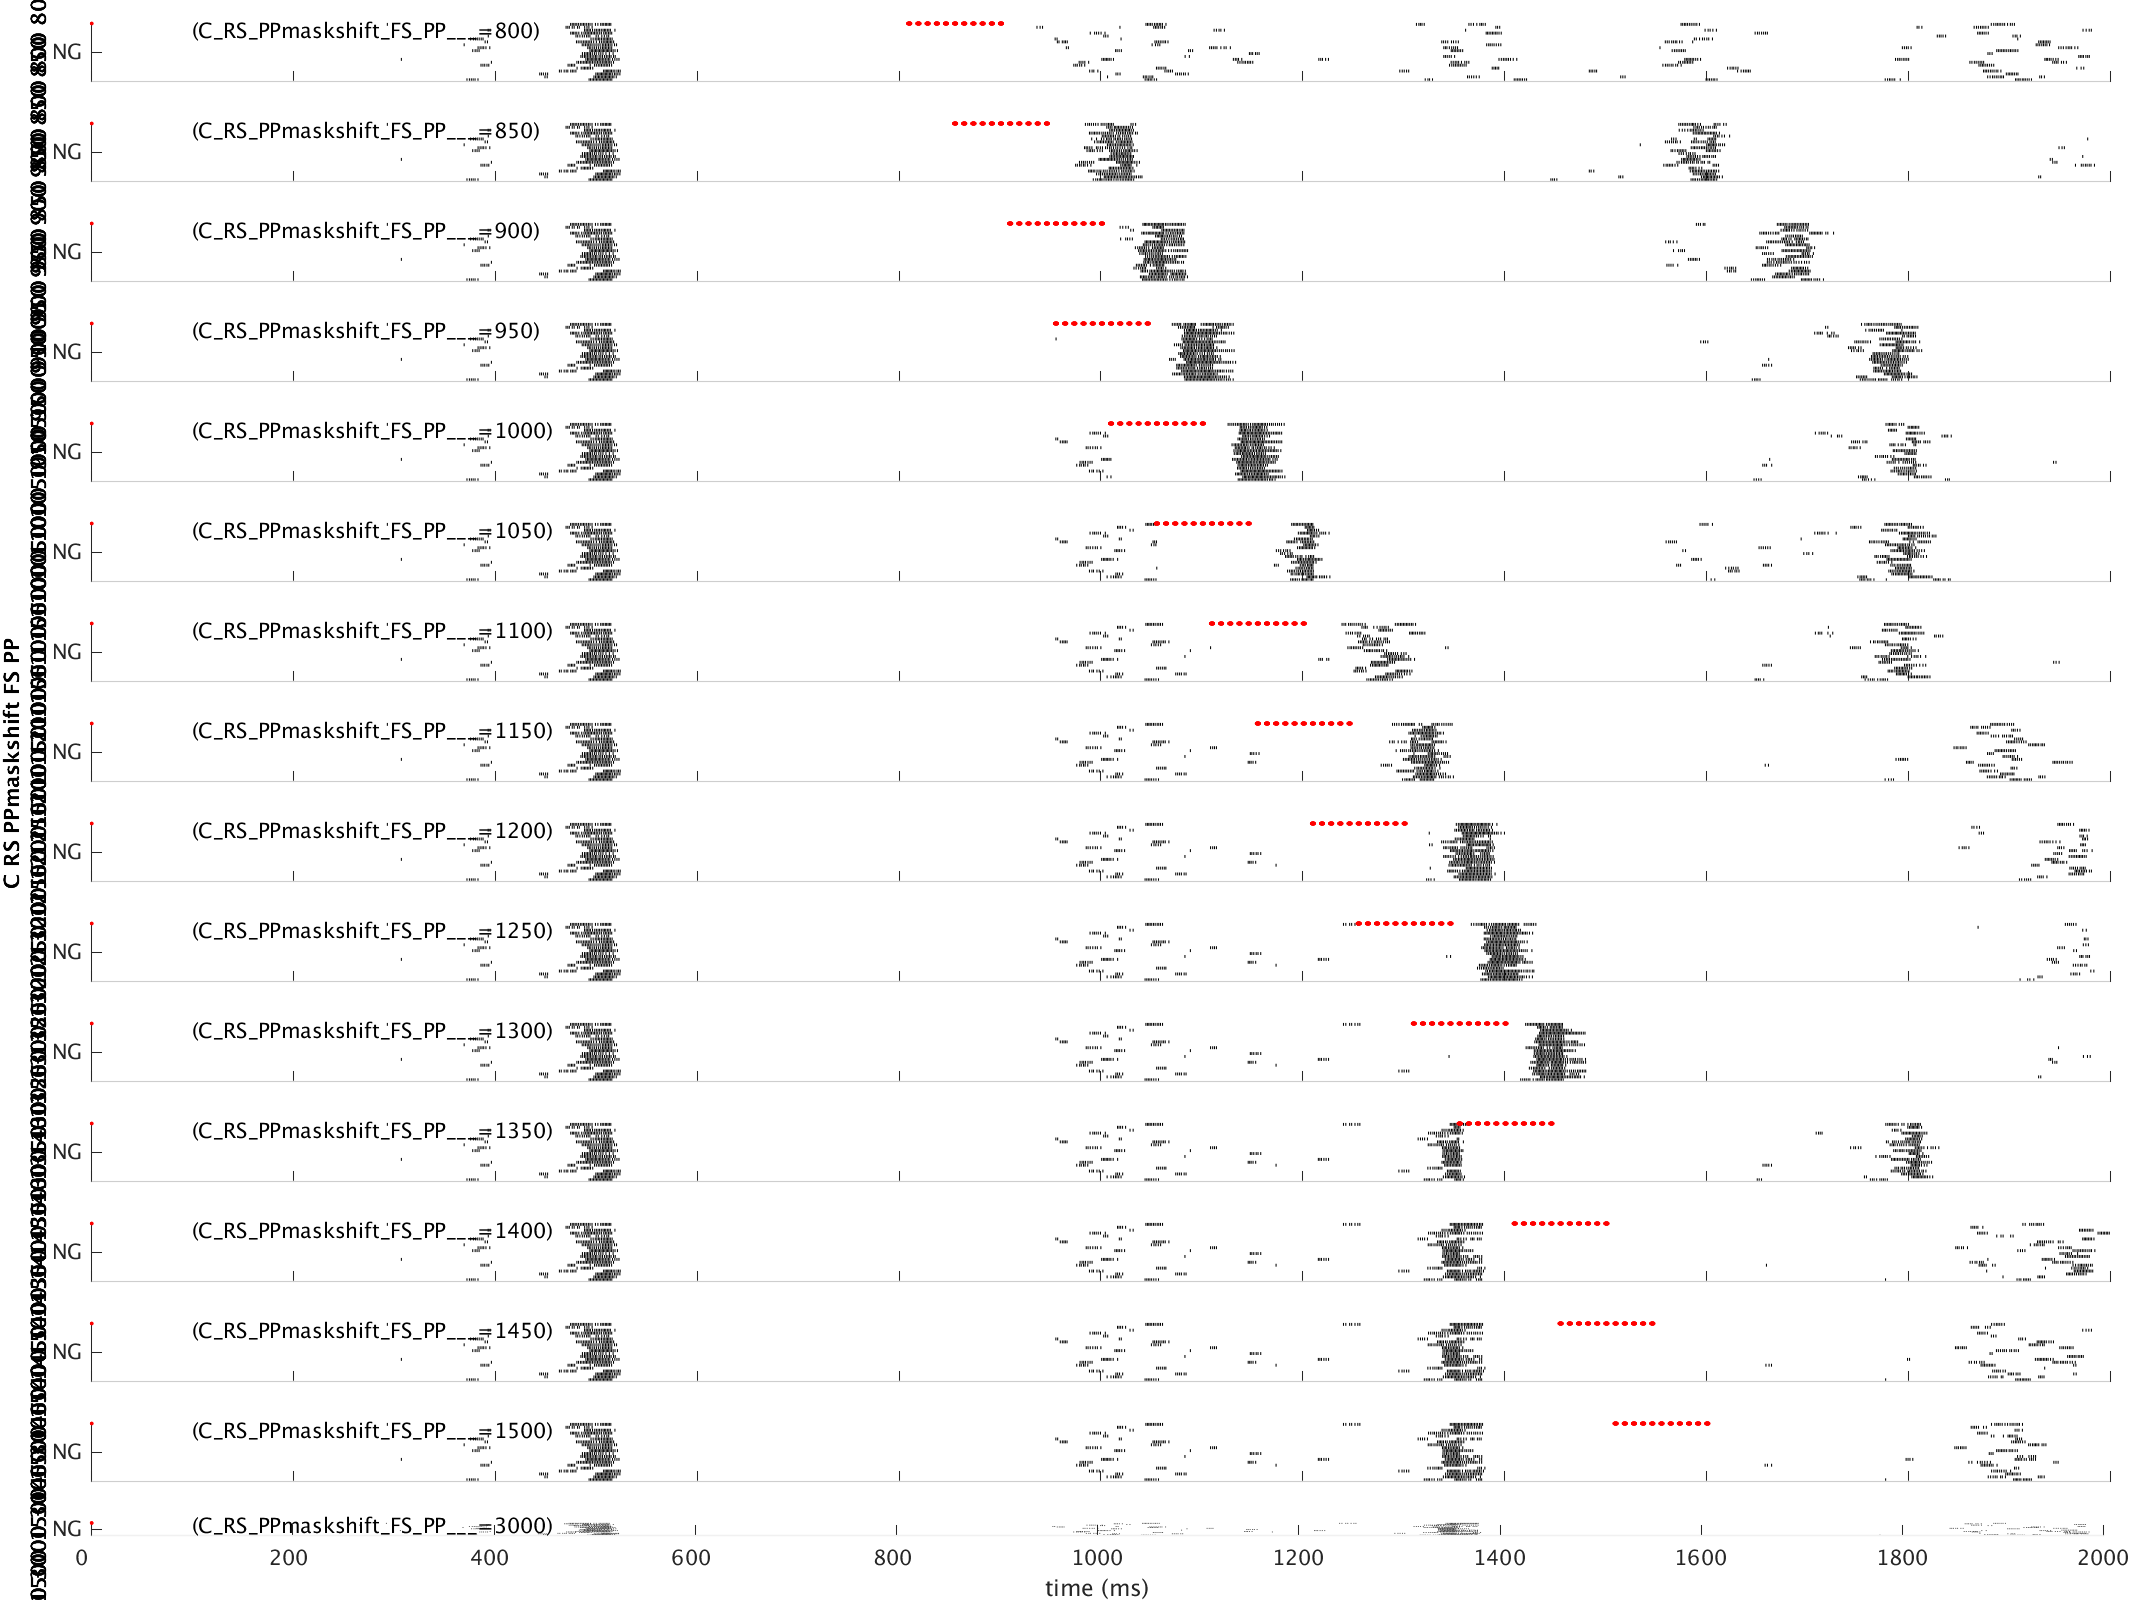 (C_RS_PPmaskshift_FS_PP___=800)
NG
(C_RS_PPmaskshift_FS_PP___=850)
NG
(C_RS_PPmaskshift_FS_PP___=900)
NG
(C_RS_PPmaskshift_FS_PP___=950)
NG
(C_RS_PPmaskshift_FS_PP___=1000)
NG
(C_RS_PPmaskshift_FS_PP___=1050)
NG
(C_RS_PPmaskshift_FS_PP___=1100)
NG
(C_RS_PPmaskshift_FS_PP___=1150)
NG
(C_RS_PPmaskshift_FS_PP___=1200)
NG
(C_RS_PPmaskshift_FS_PP___=1250)
NG
(C_RS_PPmaskshift_FS_PP___=1300)
NG
(C_RS_PPmaskshift_FS_PP___=1350)
NG
(C_RS_PPmaskshift_FS_PP___=1400)
NG
(C_RS_PPmaskshift_FS_PP___=1450)
NG
(C_RS_PPmaskshift_FS_PP___=1500)
NG
(C_RS_PPmaskshift_FS_PP___=3000)
NG
0 200 400 600 800 1000 1200 1400 1600 1800 2000
time (ms)
C RS PPmaskshift FS PP